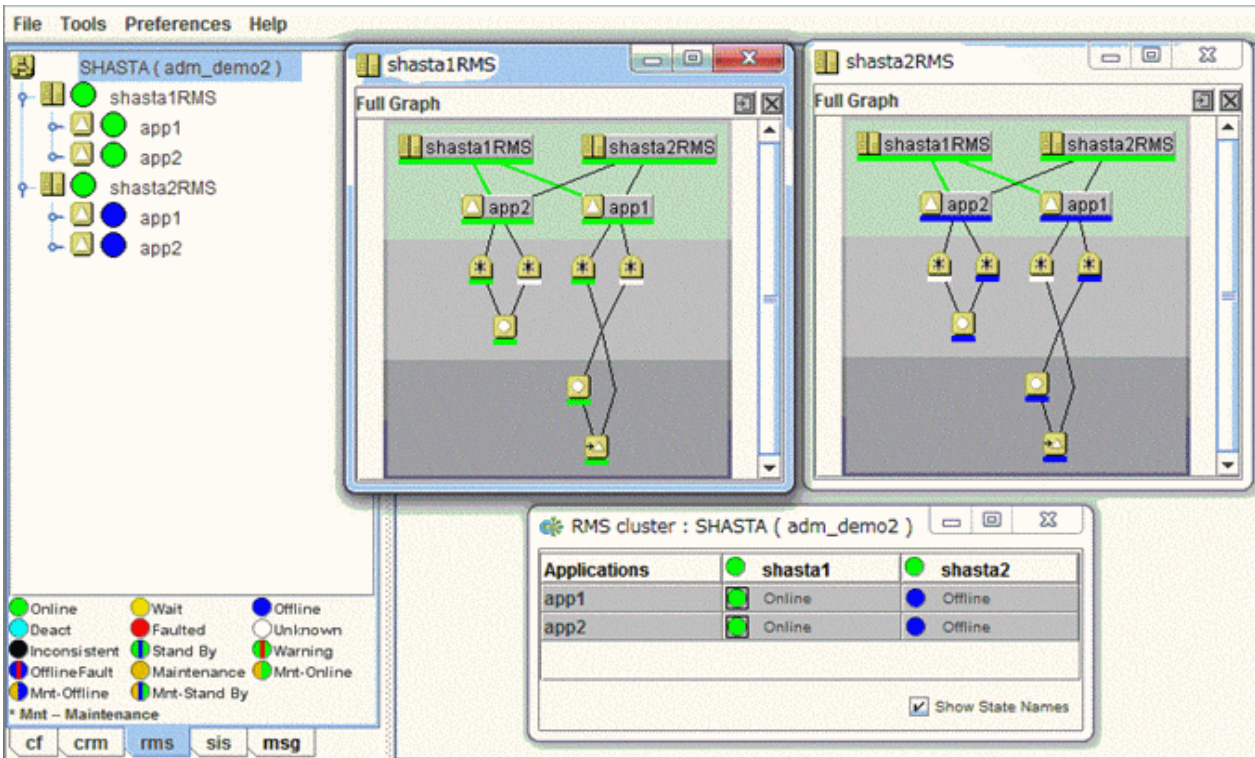 File Tools Preferences Help
SHASTA ( adm_demo2 )
shasta1RMS
app1
app2
shasta2RMS
app1
app2
Online Wait Offline
Deact Faulted Unknown
Inconsistent Stand By Warning
OfflineFault Maintenance Mnt-Online
Mnt-Offline Mnt-Stand By
* Mnt -- Maintenance
cf crm rms sis msg
shasta1RMS
Full Graph
shasta1RMS shasta2RMS
app2 app1
shasta2RMS
Full Graph
shasta1RMS shasta2RMS
app2 app1
RMS cluster : SHASTA ( adm_demo2 )
Applications shasta1 shasta2
app1 Online Offline
app2 Online Offline
Show State Names